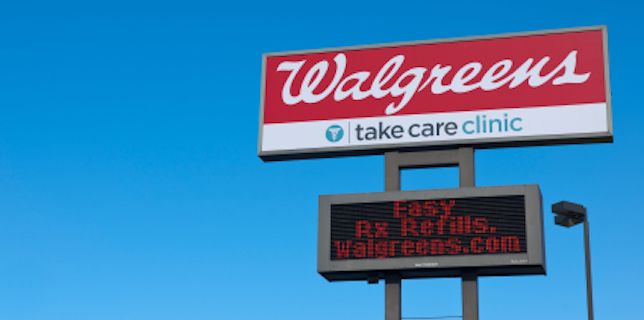 Walgreens
take care clinic
Easy
Rx Refills.
Walgreens.com